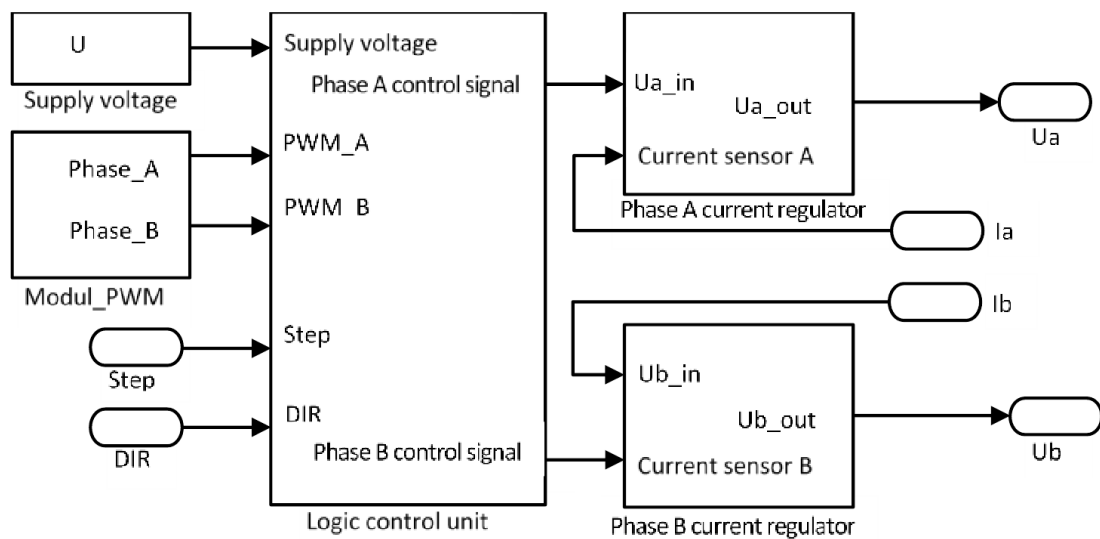 U
Supply voltage
Phase_A
Phase_B
Modul_PWM
Step
DIR
Supply voltage
Phase A control signal
PWM_A
PWM_B
Step
DIR
Phase B control signal
Logic control unit
Ua_in
Ua_out
Current sensor A
Phase A current regulator
Ua
Ia
Ib
Ub_in
Ub_out
Current sensor B
Phase B current regulator
Ub